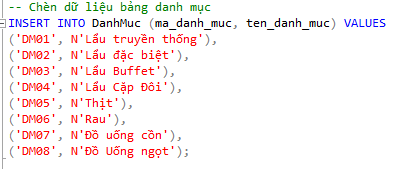 -- Chèn dữ liệu bảng danh mục
INSERT INTO DanhMuc (ma_danh_muc, ten_danh_muc) VALUES
('DM01', N'Lẩu truyền thống'),
('DM02', N'Lẩu đặc biệt'),
('DM03', N'Lẩu Buffet'),
('DM04', N'Lẩu Cặp Đôi'),
('DM05', N'Thịt'),
('DM06', N'Rau'),
('DM07', N'Đồ uống cồn'),
('DM08', N'Đồ Uống ngọt');